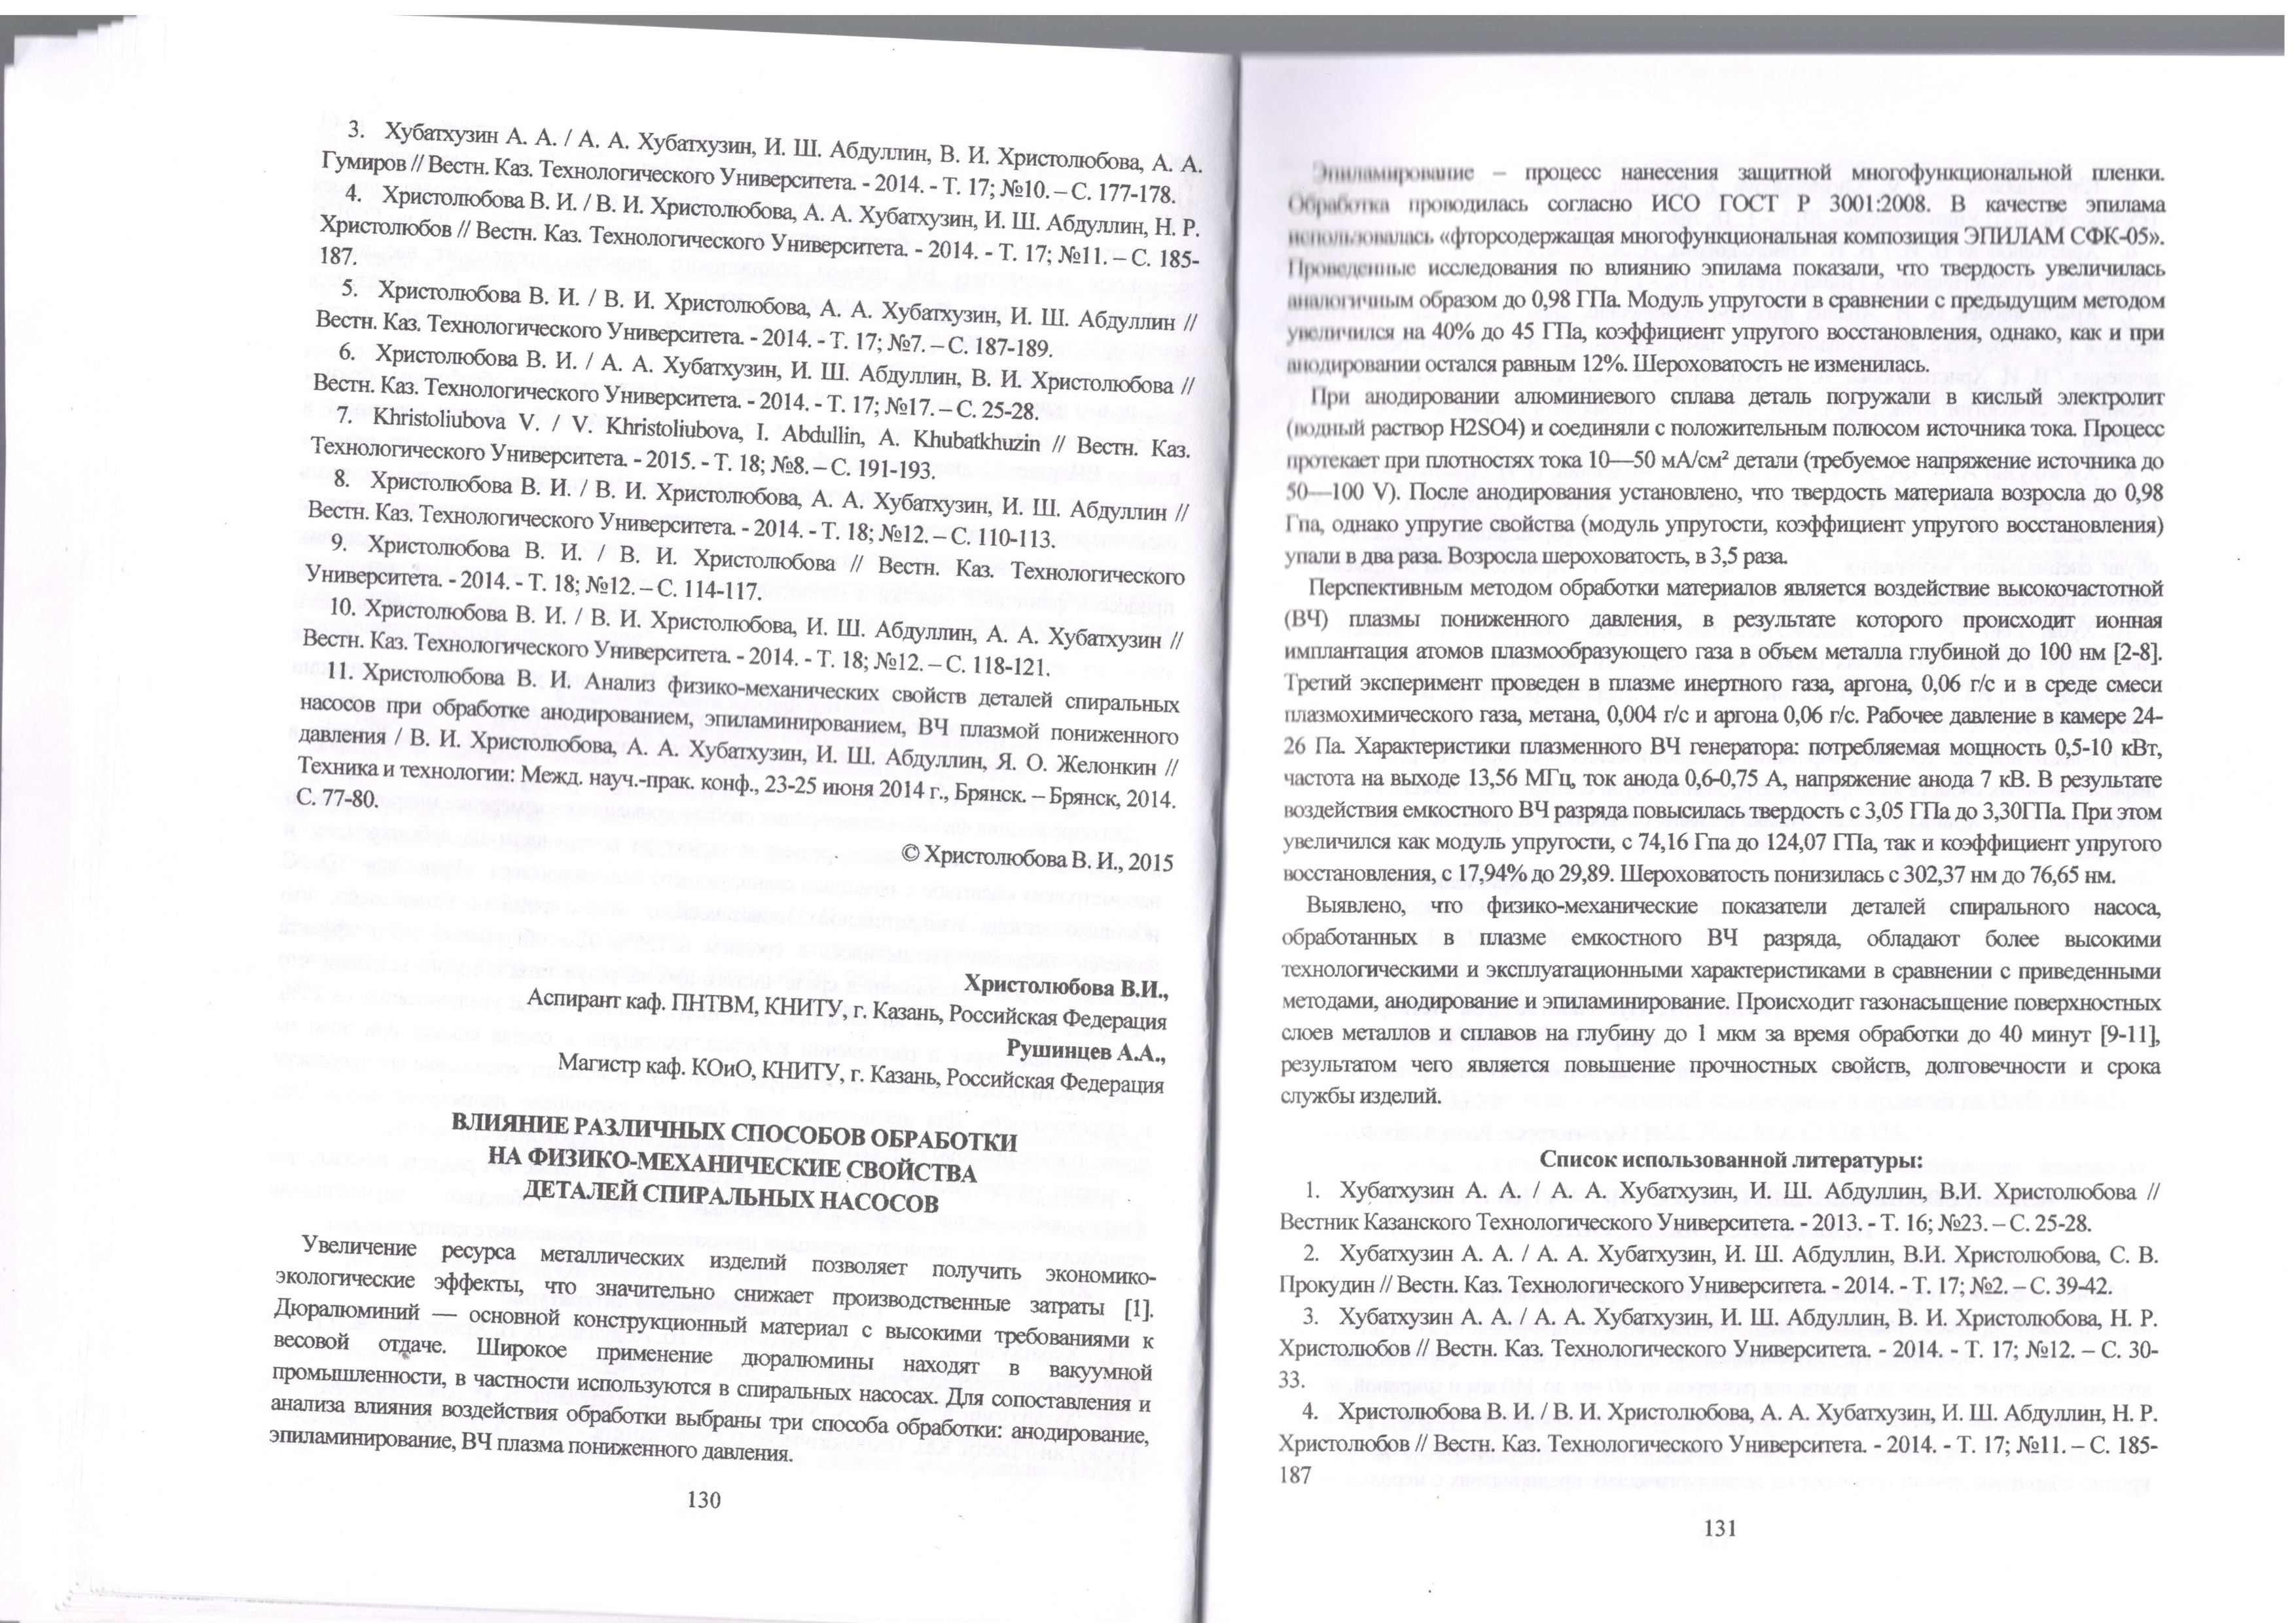 3. Хубатхузин А. А. / А. А. Хубатхузин, И. Ш. Абдуллин, В. И. Христолюбова, А. А.
Гумиров // Вестн. Каз. Технологического Университета. - 2014. - Т. 17; №10. – С. 177-178.
4. Христолюбова В. И. / В. И. Христолюбова, А. А. Хубатхузин, И. Ш. Абдуллин, Н. Р.
Христолюбов // Вестн. Каз. Технологического Университета. - 2014. - Т. 17; №11. – С. 185-
187.
5. Христолюбова В. И. / В. И. Христолюбова, А. А. Хубатхузин, И. Ш. Абдуллин //
Вестн. Каз. Технологического Университета. - 2014. - Т. 17; №7. – С. 187-189.
6. Христолюбова В. И. / А. А. Хубатхузин, И. Ш. Абдуллин, В. И. Христолюбова //
Вестн. Каз. Технологического Университета. - 2014. - Т. 17; №17. – С. 25-28.
7. Khristoliubova V. / V. Khristoliubova, I. Abdullin, A. Khubatkhuzin // Вестн. Каз.
Технологического Университета. - 2015. - Т. 18; №8. – С. 191-193.
8. Христолюбова В. И. / В. И. Христолюбова, А. А. Хубатхузин, И. Ш. Абдуллин //
Вестн. Каз. Технологического Университета. - 2014. - Т. 18; №12. – С. 110-113.
9. Христолюбова В. И. / В. И. Христолюбова // Вестн. Каз. Технологического
Университета. - 2014. - Т. 18; №12. – С. 114-117.
10. Христолюбова В. И. / В. И. Христолюбова, И. Ш. Абдуллин, А. А. Хубатхузин //
Вестн. Каз. Технологического Университета. - 2014. - Т. 18; №12. – С. 118-121.
11. Христолюбова В. И. Анализ физико-механических свойств деталей спиральных
насосов при обработке анодированием, эпиламинированием, ВЧ плазмой пониженного
давления / В. И. Христолюбова, А. А. Хубатхузин, И. Ш. Абдуллин, Я. О. Желонкин //
Техника и технологии: Межд. науч.-прак. конф., 23-25 июня 2014 г., Брянск. – Брянск, 2014.
С. 77-80.
© Христолюбова В. И., 2015
Христолюбова В.И.,
Аспирант каф. ПНТВМ, КНИТУ, г. Казань, Российская Федерация
Рушинцев А.А.,
Магистр каф. КОиО, КНИТУ, г. Казань, Российская Федерация
ВЛИЯНИЕ РАЗЛИЧНЫХ СПОСОБОВ ОБРАБОТКИ
НА ФИЗИКО-МЕХАНИЧЕСКИЕ СВОЙСТВА
ДЕТАЛЕЙ СПИРАЛЬНЫХ НАСОСОВ
Увеличение ресурса металлических изделий позволяет получить экономико-
экологические эффекты, что значительно снижает производственные затраты [1].
Дюралюминий — основной конструкционный материал с высокими требованиями к
весовой отдаче. Широкое применение дюралюмины находят в вакуумной
промышленности, в частности используются в спиральных насосах. Для сопоставления и
анализа влияния воздействия обработки выбраны три способа обработки: анодирование,
эпиламинирование, ВЧ плазма пониженного давления.
130
Эпиламирование – процесс нанесения защитной многофункциональной пленки.
Обработка проводилась согласно ИСО ГОСТ Р 3001:2008. В качестве эпилама
использовалась «фторсодержащая многофункциональная композиция ЭПИЛАМ СФК-05».
Проведенные исследования по влиянию эпилама показали, что твердость увеличилась
аналогичным образом до 0,98 ГПа. Модуль упругости в сравнении с предыдущим методом
увеличился на 40% до 45 ГПа, коэффициент упругого восстановления, однако, как и при
анодировании остался равным 12%. Шероховатость не изменилась.
При анодировании алюминиевого сплава деталь погружали в кислый электролит
(водный раствор H2SO4) и соединяли с положительным полюсом источника тока. Процесс
протекает при плотностях тока 10—50 мА/см² детали (требуемое напряжение источника до
50—100 V). После анодирования установлено, что твердость материала возросла до 0,98
Гпа, однако упругие свойства (модуль упругости, коэффициент упругого восстановления)
упали в два раза. Возросла шероховатость, в 3,5 раза.
Перспективным методом обработки материалов является воздействие высокочастотной
(ВЧ) плазмы пониженного давления, в результате которого происходит ионная
имплантация атомов плазмообразующего газа в объем металла глубиной до 100 нм [2-8].
Третий эксперимент проведен в плазме инертного газа, аргона, 0,06 г/с и в среде смеси
плазмохимического газа, метана, 0,004 г/с и аргона 0,06 г/с. Рабочее давление в камере 24-
26 Па. Характеристики плазменного ВЧ генератора: потребляемая мощность 0,5-10 кВт,
частота на выходе 13,56 МГц, ток анода 0,6-0,75 А, напряжение анода 7 кВ. В результате
воздействия емкостного ВЧ разряда повысилась твердость с 3,05 ГПа до 3,30ГПа. При этом
увеличился как модуль упругости, с 74,16 Гпа до 124,07 ГПа, так и коэффициент упругого
восстановления, с 17,94% до 29,89. Шероховатость понизилась с 302,37 нм до 76,65 нм.
Выявлено, что физико-механические показатели деталей спирального насоса,
обработанных в плазме емкостного ВЧ разряда, обладают более высокими
технологическими и эксплуатационными характеристиками в сравнении с приведенными
методами, анодирование и эпиламинирование. Происходит газонасыщение поверхностных
слоев металлов и сплавов на глубину до 1 мкм за время обработки до 40 минут [9-11],
результатом чего является повышение прочностных свойств, долговечности и срока
службы изделий.
Список использованной литературы:
1. Хубатхузин А. А. / А. А. Хубатхузин, И. Ш. Абдуллин, В.И. Христолюбова //
Вестник Казанского Технологического Университета. - 2013. - Т. 16; №23. – С. 25-28.
2. Хубатхузин А. А. / А. А. Хубатхузин, И. Ш. Абдуллин, В.И. Христолюбова, С. В.
Прокудин // Вестн. Каз. Технологического Университета. - 2014. - Т. 17; №2. – С. 39-42.
3. Хубатхузин А. А. / А. А. Хубатхузин, И. Ш. Абдуллин, В. И. Христолюбова, Н. Р.
Христолюбов // Вестн. Каз. Технологического Университета. - 2014. - Т. 17; №12. – С. 30-
33.
4. Христолюбова В. И. / В. И. Христолюбова, А. А. Хубатхузин, И. Ш. Абдуллин, Н. Р.
Христолюбов // Вестн. Каз. Технологического Университета. - 2014. - Т. 17; №11. – С. 185-
187
131